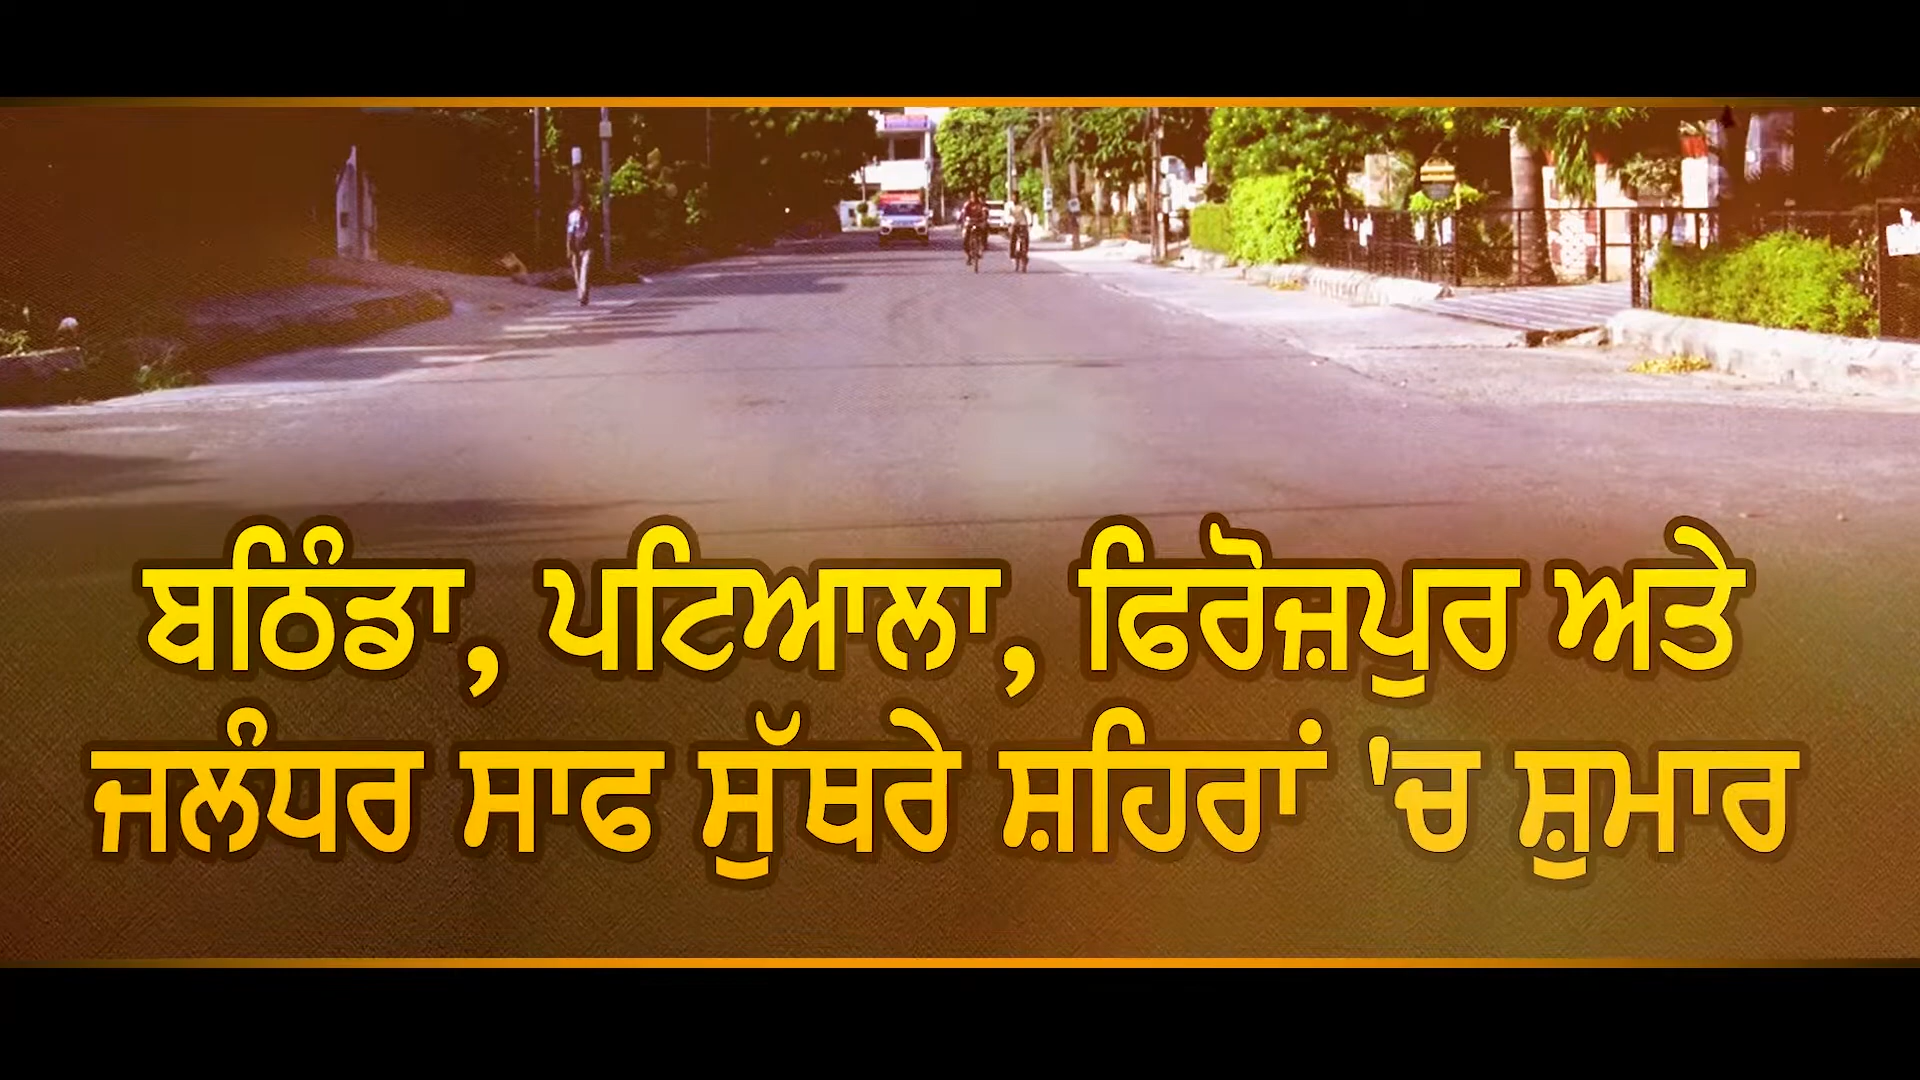 ਬਠਿੰਡਾ, ਪਟਿਆਲਾ, ਫਿਰੋਜ਼ਪੁਰ ਅਤੇ
ਜਲੰਧਰ ਸਾਫ ਸੁੱਥਰੇ ਸ਼ਹਿਰਾਂ 'ਚ ਸ਼ੁਮਾਰ